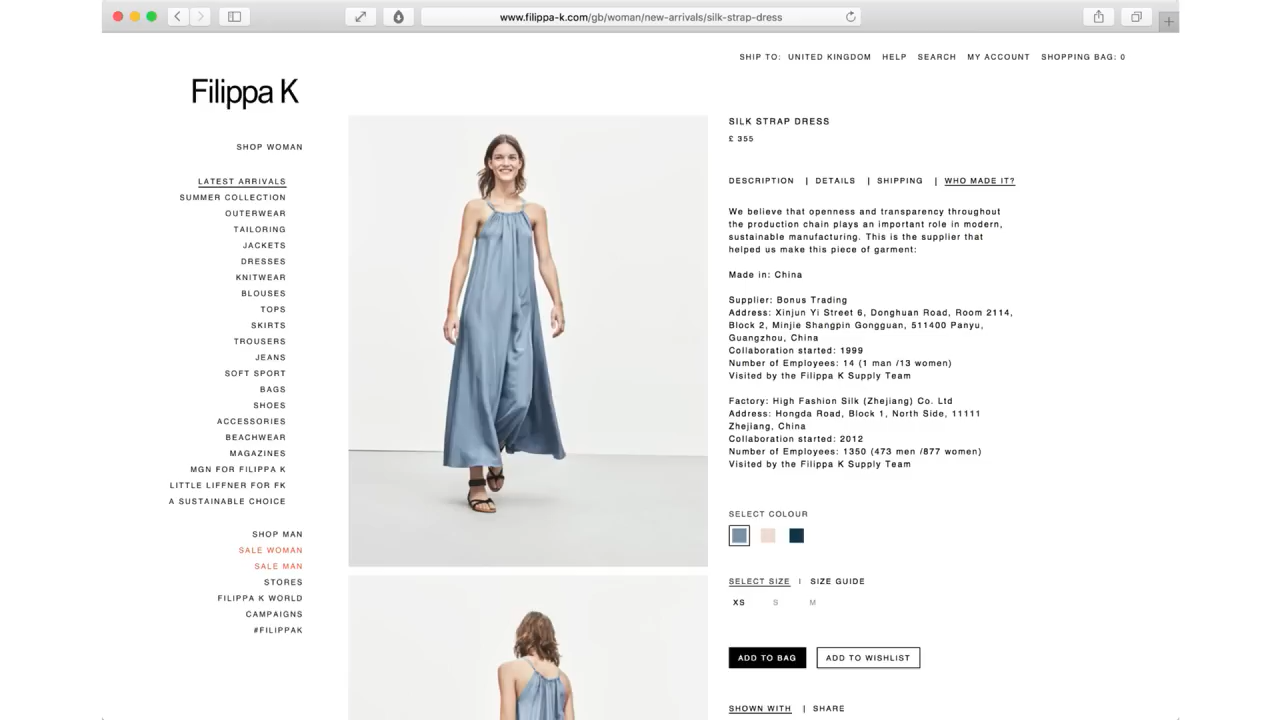 www.filippa-k.com/gb/woman/new-arrivals/silk-strap-dress
SHIP TO: UNITED KINGDOM HELP SEARCH MY ACCOUNT SHOPPING BAG: 0
Filippa K
SHOP WOMAN
LATEST ARRIVALS
SUMMER COLLECTION
OUTERWEAR
TAILORING
JACKETS
DRESSES
KNITWEAR
BLOUSES
TOPS
SKIRTS
TROUSERS
JEANS
SOFT SPORT
BAGS
SHOES
ACCESSORIES
BEACHWEAR
MAGAZINES
MGN FOR FILIPPA K
LITTLE LIFFNER FOR FK
A SUSTAINABLE CHOICE
SHOP MAN
SALE WOMAN
SALE MAN
STORES
FILIPPA K WORLD
CAMPAIGNS
#FILIPPAK
SILK STRAP DRESS
£ 355
DESCRIPTION | DETAILS | SHIPPING | WHO MADE IT?
We believe that openness and transparency throughout
the production chain plays an important role in modern,
sustainable manufacturing. This is the supplier that
helped us make this piece of garment:
Made in: China
Supplier: Bonus Trading
Address: Xinjun Yi Street 6, Donghuan Road, Room 2114,
Block 2, Minjie Shangpin Gongguan, 511400 Panyu,
Guangzhou, China
Collaboration started: 1999
Number of Employees: 14 (1 man /13 women)
Visited by the Filippa K Supply Team
Factory: High Fashion Silk (Zhejiang) Co. Ltd
Address: Hongda Road, Block 1, North Side, 11111
Zhejiang, China
Collaboration started: 2012
Number of Employees: 1350 (473 men /877 women)
Visited by the Filippa K Supply Team
SELECT COLOUR
SELECT SIZE | SIZE GUIDE
XS S M
ADD TO BAG ADD TO WISHLIST
SHOWN WITH | SHARE